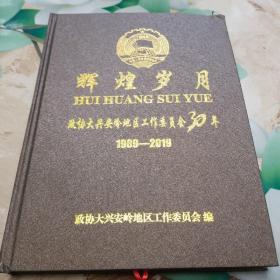 辉煌岁月
HUI HUANG SUI YUE
政协大兴安岭地区工作委员会30年
1989—2019
政协大兴安岭地区工作委员会 编